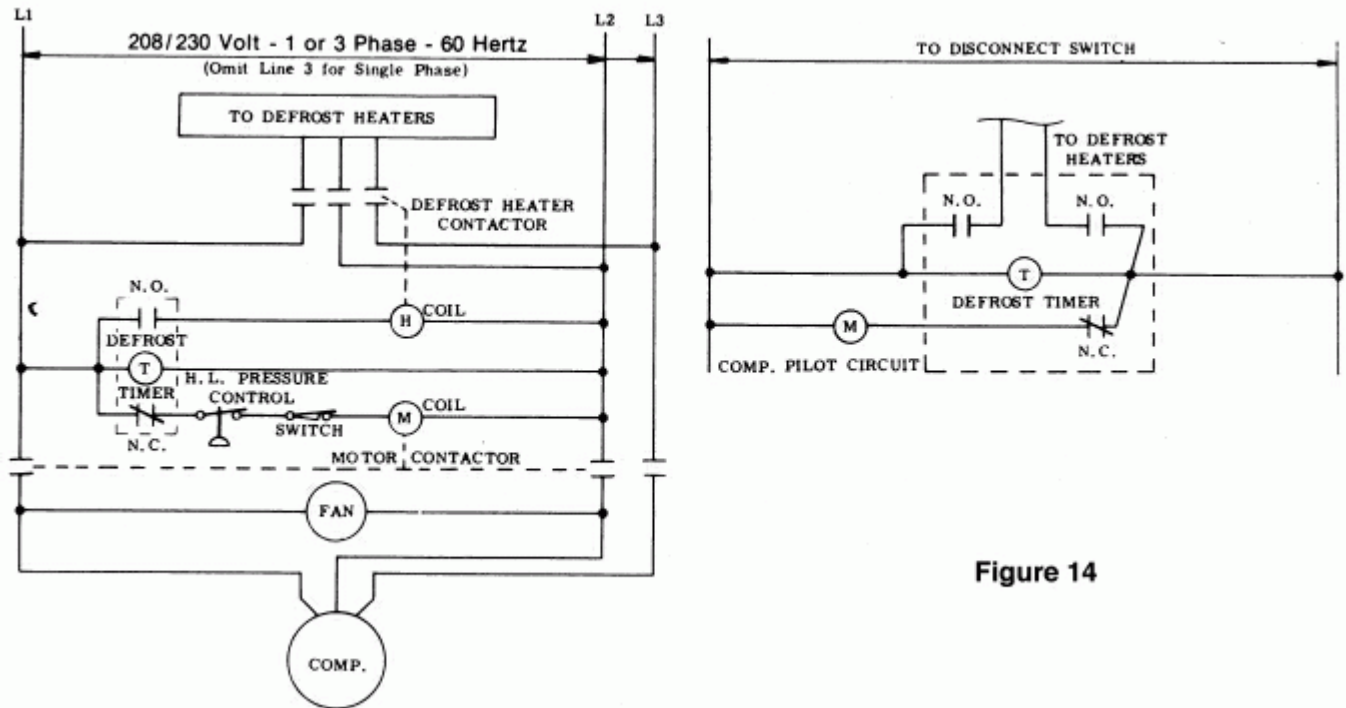 L1
L2
L3
208/230 Volt - 1 or 3 Phase - 60 Hertz
(Omit Line 3 for Single Phase)
TO DEFROST HEATERS
DEFROST HEATER
CONTACTOR
N.O.
H
COIL
DEFROST
T
TIMER
H.L. PRESSURE
CONTROL
SWITCH
M
COIL
N.C.
MOTOR CONTACTOR
FAN
COMP.
TO DISCONNECT SWITCH
TO DEFROST
HEATERS
N.O.
N.O.
T
DEFROST TIMER
M
N.C.
COMP. PILOT CIRCUIT
Figure 14